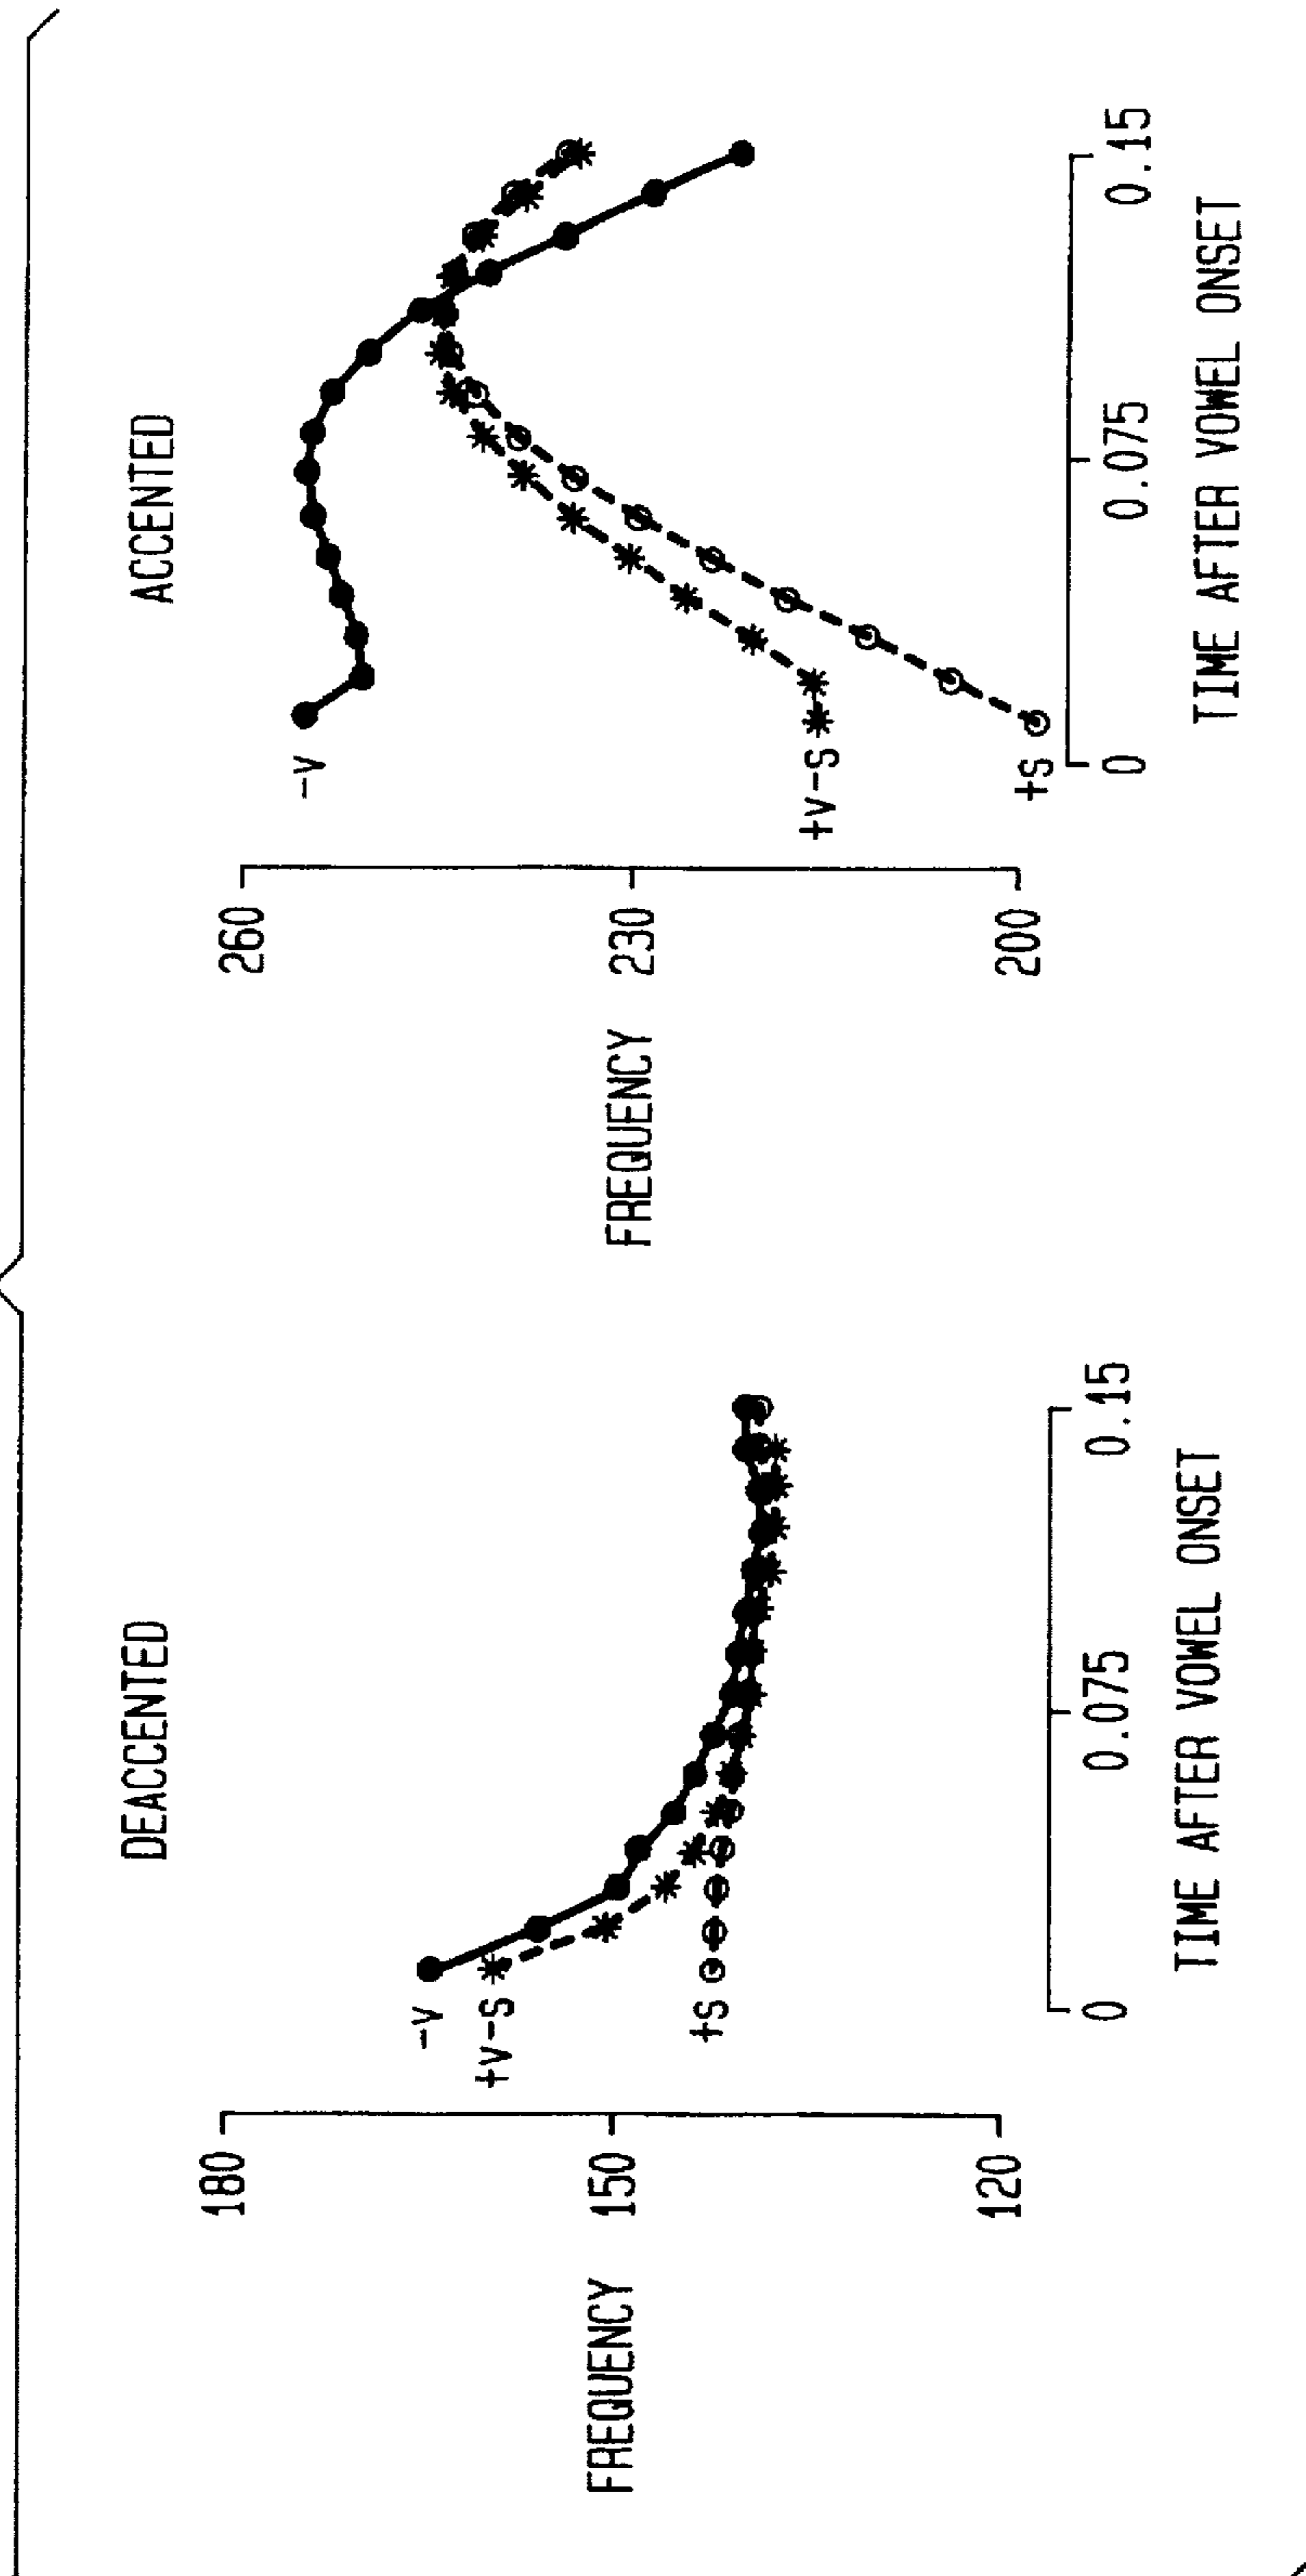 DEACCENTED
180
150
120
FREQUENCY
-V
+V-S
+S
0
0.075
0.15
TIME AFTER VOWEL ONSET
ACCENTED
260
230
200
FREQUENCY
-V
+V-S
+S
0
0.075
0.15
TIME AFTER VOWEL ONSET